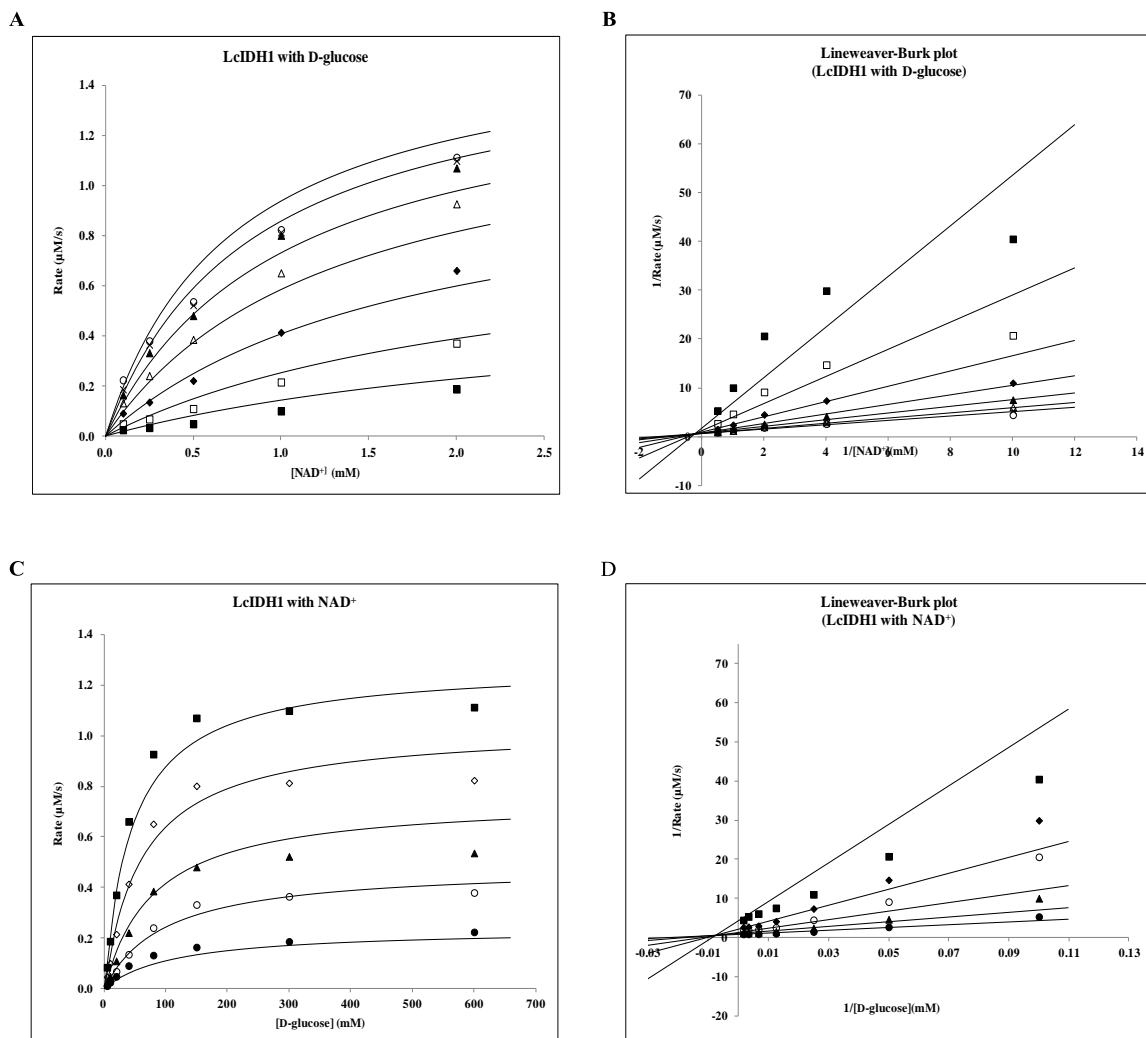 A
LcIDH1 with D-glucose
1.4
1.2
1.0
0.8
0.6
0.4
0.2
0.0
Rate (µM/s)
0.0 0.5 1.0 1.5 2.0 2.5
[NAD⁺] (mM)
B
Lineweaver-Burk plot
(LcIDH1 with D-glucose)
70
60
50
40
30
20
10
-10
1/Rate (µM/s)
-2 0 2 4 6 8 10 12 14
1/[NAD⁺](mM)
C
LcIDH1 with NAD⁺
1.4
1.2
1.0
0.8
0.6
0.4
0.2
0.0
Rate (µM/s)
0 100 200 300 400 500 600 700
[D-glucose] (mM)
D
Lineweaver-Burk plot
(LcIDH1 with NAD⁺)
70
60
50
40
30
20
10
0
-10
-20
1/Rate (µM/s)
-0.03 -0.01 0.01 0.03 0.05 0.07 0.09 0.11 0.13
1/[D-glucose](mM)